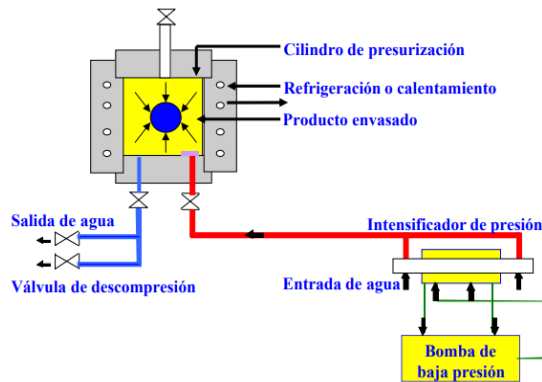 Cilindro de presurización
Refrigeración o calentamiento
Producto envasado
Salida de agua
Intensificador de presión
Válvula de descompresión
Entrada de agua
Bomba de
baja presión